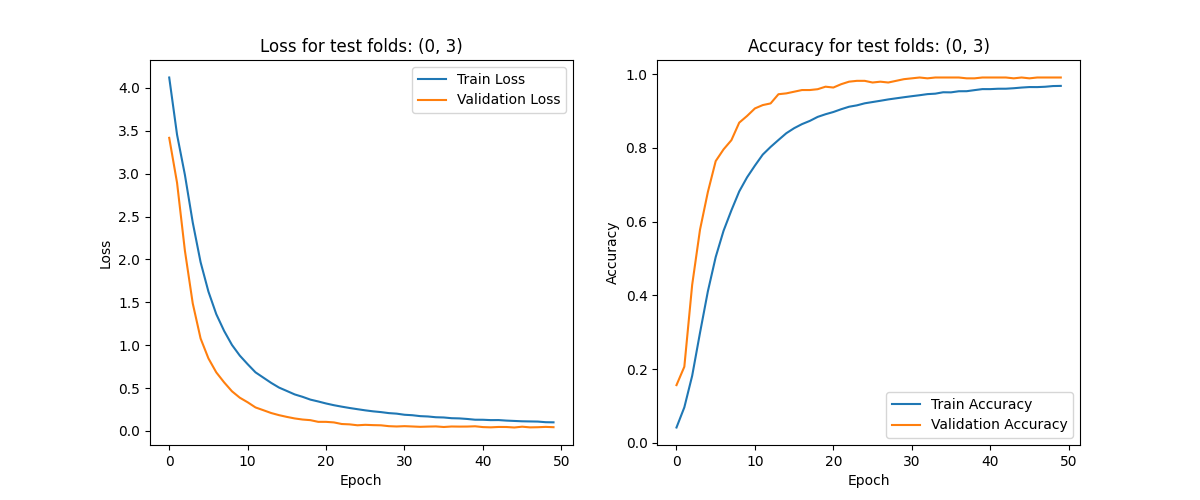 Loss for test folds: (0, 3)
4.0
3.5
3.0
2.5
2.0
1.5
1.0
0.5
0.0
Loss
0 10 20 30 40 50
Epoch
Train Loss
Validation Loss
Accuracy for test folds: (0, 3)
1.0
0.8
0.6
0.4
0.2
0.0
Accuracy
0 10 20 30 40 50
Epoch
Train Accuracy
Validation Accuracy